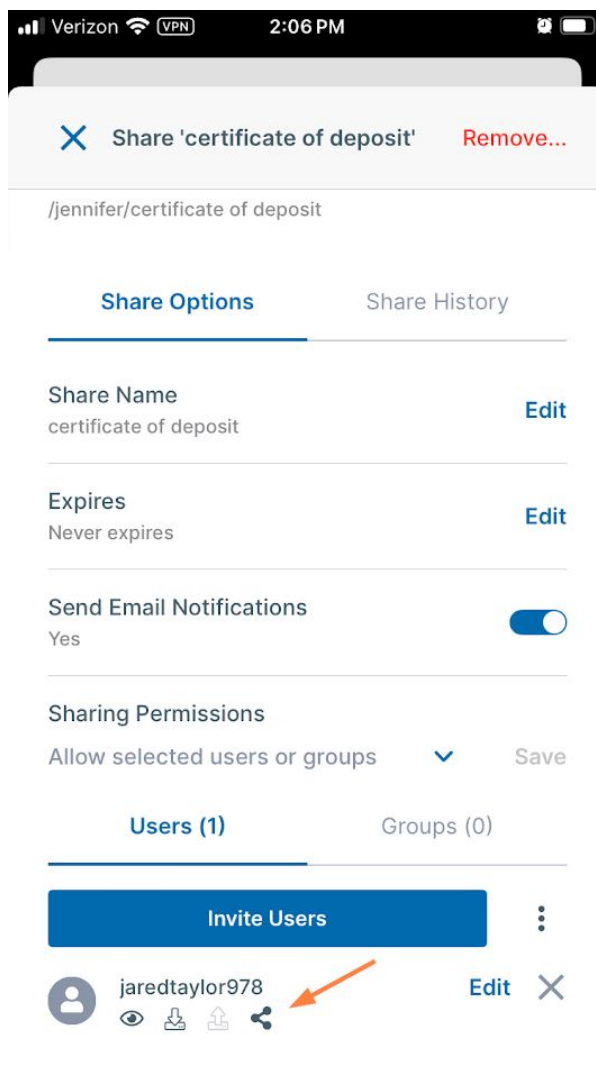 Verizon VPN 2:06 PM
Share 'certificate of deposit' Remove...
/jennifer/certificate of deposit
Share Options Share History
Share Name
certificate of deposit
Edit
Expires
Never expires
Edit
Send Email Notifications
Yes
Sharing Permissions
Allow selected users or groups Save
Users (1) Groups (0)
Invite Users
jaredtaylor978 Edit